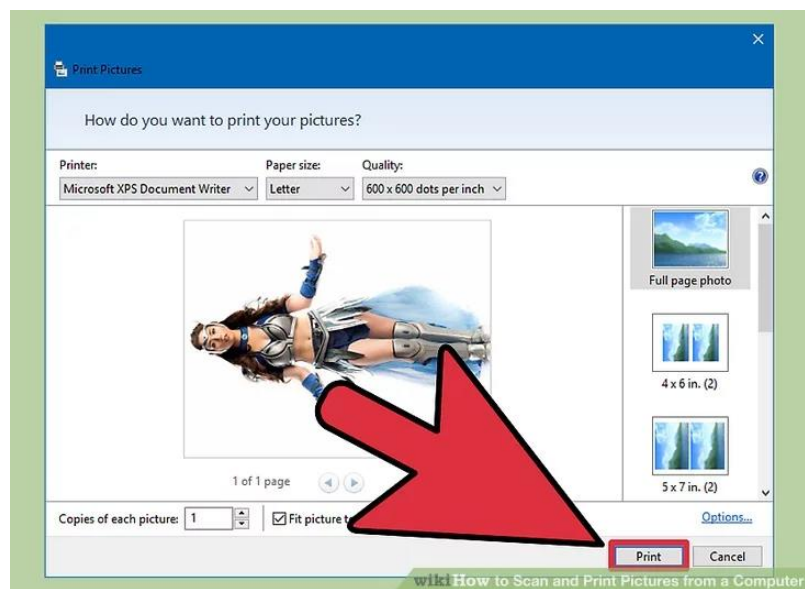 Print Pictures
How do you want to print your pictures?
Printer: Paper size: Quality:
Microsoft XPS Document Writer Letter 600 x 600 dots per inch
Full page photo
4 x 6 in. (2)
5 x 7 in. (2)
1 of 1 page
Copies of each picture: 1 Fit picture Options...
Print Cancel
wikiHow to Scan and Print Pictures from a Computer